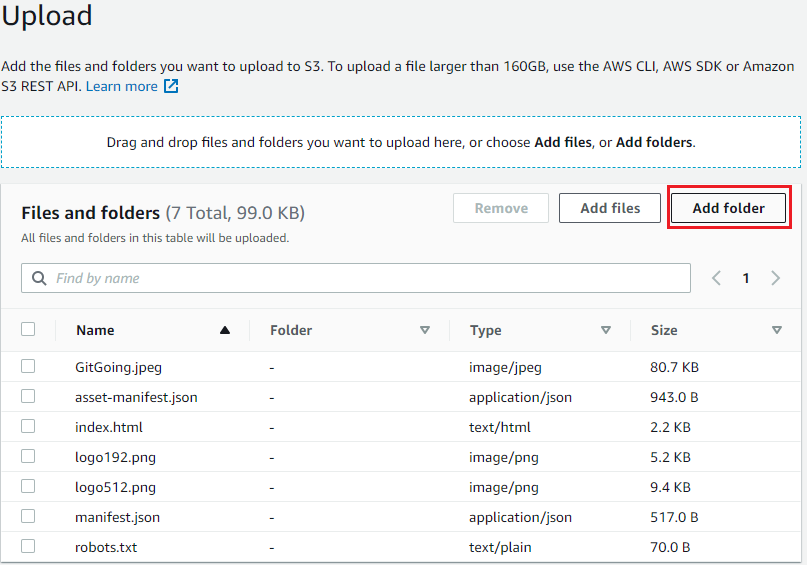 Upload
Add the files and folders you want to upload to S3. To upload a file larger than 160GB, use the AWS CLI, AWS SDK or Amazon
S3 REST API. Learn more
Drag and drop files and folders you want to upload here, or choose Add files, or Add folders.
Files and folders (7 Total, 99.0 KB)
Remove Add files Add folder
All files and folders in this table will be uploaded.
Find by name 1
Name Folder Type Size
GitGoing.jpeg - image/jpeg 80.7 KB
asset-manifest.json - application/json 943.0 B
index.html - text/html 2.2 KB
logo192.png - image/png 5.2 KB
logo512.png - image/png 9.4 KB
manifest.json - application/json 517.0 B
robots.txt - text/plain 70.0 B